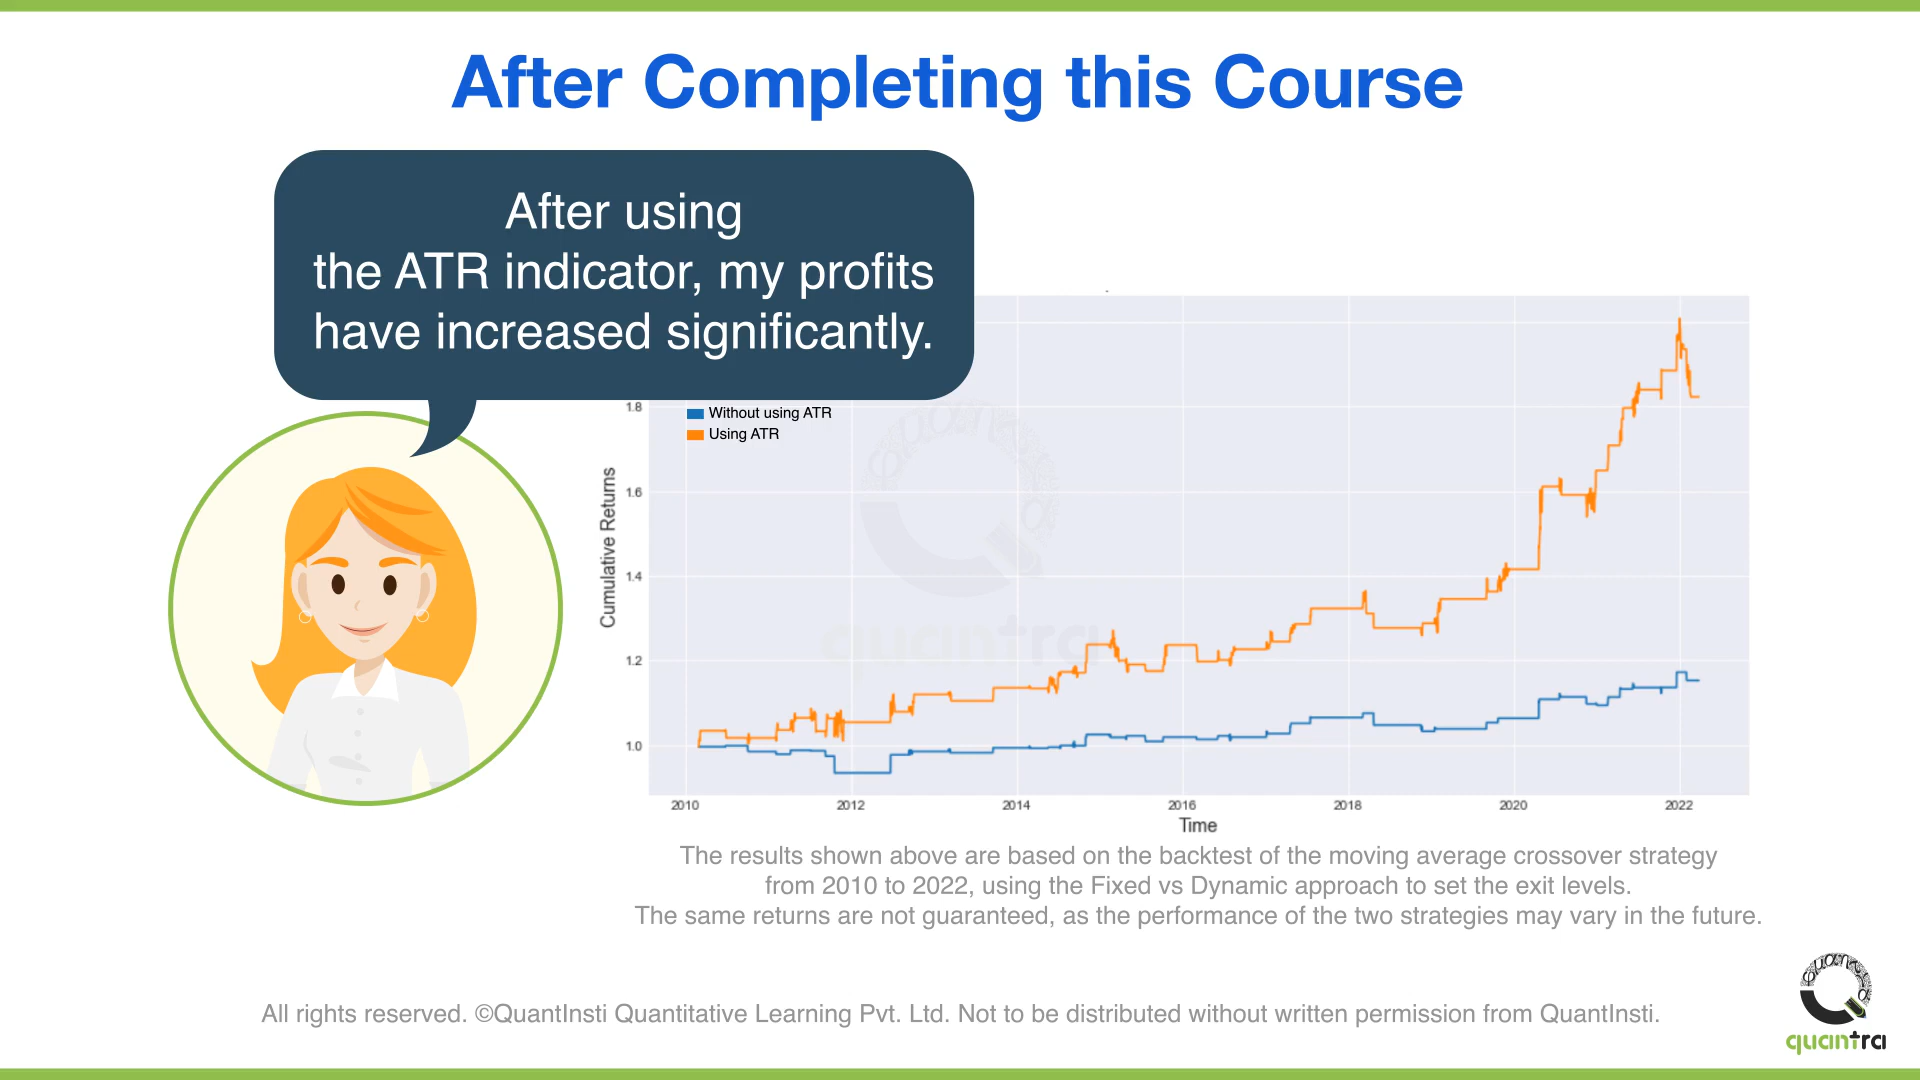 After Completing this Course
After using
the ATR indicator, my profits
have increased significantly.
Without using ATR
Using ATR
Cumulative Returns
1.8
1.6
1.4
1.2
1.0
2010
2012
2014
2016
2018
2020
2022
Time
quantra
The results shown above are based on the backtest of the moving average crossover strategy
from 2010 to 2022, using the Fixed vs Dynamic approach to set the exit levels.
The same returns are not guaranteed, as the performance of the two strategies may vary in the future.
All rights reserved. ©QuantInsti Quantitative Learning Pvt. Ltd. Not to be distributed without written permission from QuantInsti.
quantra